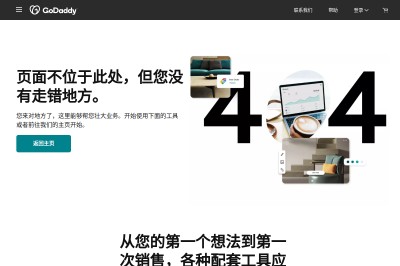 GoDaddy
联系我们
帮助
登录
页面不位于此处，但您没
有走错地方。
您来对地方了，这里能够帮您壮大业务。开始使用下面的工具
或者前往我们的主页开始。
返回主页
4 4
从您的第一个想法到第一
次销售，各种配套工具应